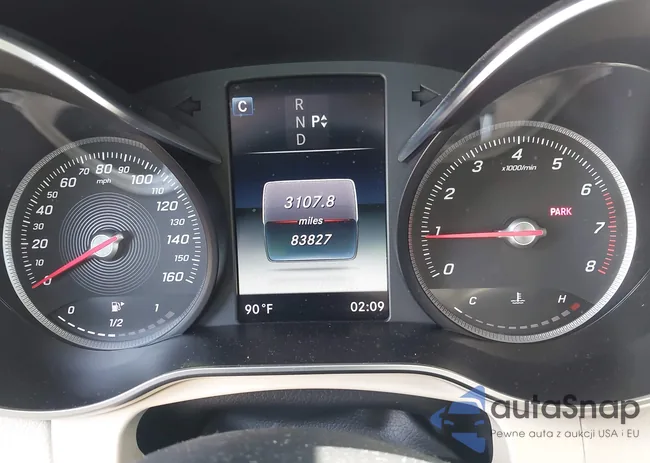 C
R
N P
D
3107.8
miles
83827
90°F 02:09
0 20 30 40 50 60 70 80 90 100 110 120 130 140 150 160
mph
0 1/2 1
0 1 2 3 4 5 6 7 8
x1000/min
PARK
C H
autaSnap
Pewne auta z aukcji USA i EU